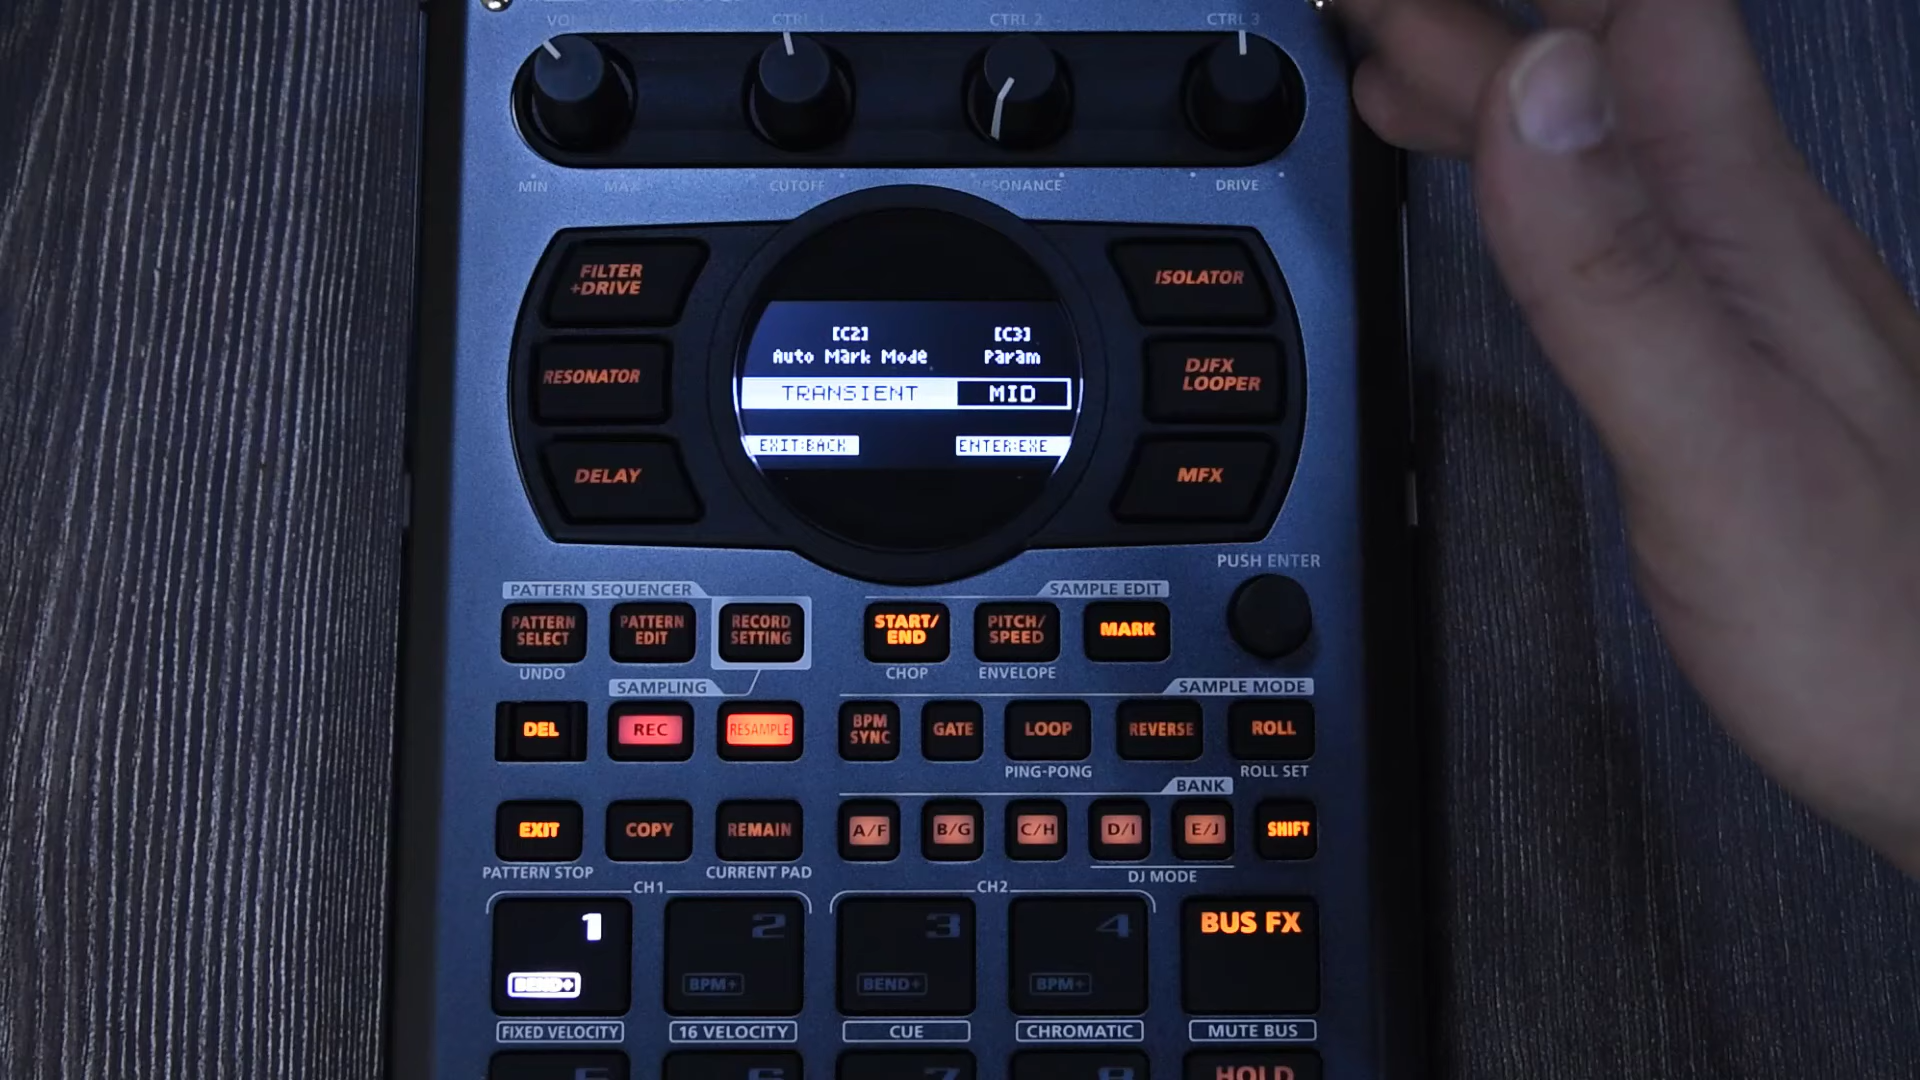 CTRL 1
CTRL 2
CTRL 3
MIN
MAX
CUTOFF
RESONANCE
DRIVE
FILTER
+DRIVE
RESONATOR
DELAY
ISOLATOR
DJFX
LOOPER
MFX
[C2]
[C3]
Auto Mark Mode
Param
TRANSIENT
MID
EXIT:BACK
ENTER:EXE
PUSH ENTER
PATTERN SEQUENCER
SAMPLE EDIT
PATTERN
SELECT
PATTERN
EDIT
RECORD
SETTING
START/
END
PITCH/
SPEED
MARK
UNDO
CHOP
ENVELOPE
SAMPLING
SAMPLE MODE
DEL
REC
RESAMPLE
BPM
SYNC
GATE
LOOP
REVERSE
ROLL
PING-PONG
ROLL SET
BANK
EXIT
COPY
REMAIN
A/F
B/G
C/H
D/I
E/J
SHIFT
PATTERN STOP
CURRENT PAD
DJ MODE
CH1
CH2
1
2
3
4
BUS FX
BEND+
BPM+
BEND+
BPM+
FIXED VELOCITY
16 VELOCITY
CUE
CHROMATIC
MUTE BUS
5
6
7
8
HOLD